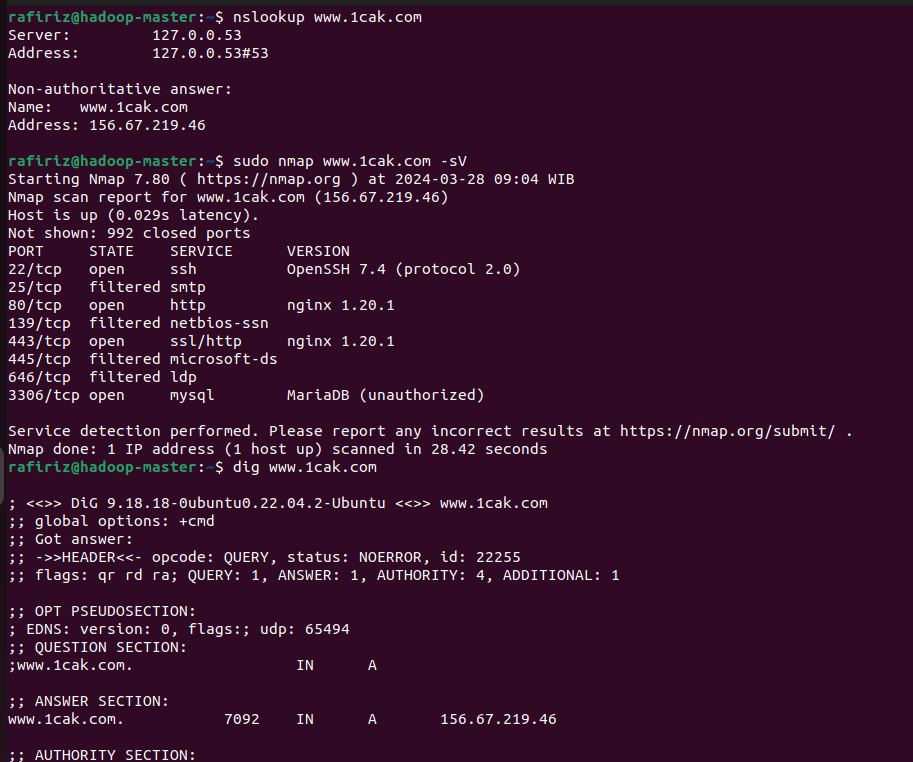 rafiriz@hadoop-master:~$ nslookup www.1cak.com
Server:         127.0.0.53
Address:        127.0.0.53#53

Non-authoritative answer:
Name:   www.1cak.com
Address: 156.67.219.46

rafiriz@hadoop-master:~$ sudo nmap www.1cak.com -sV
Starting Nmap 7.80 ( https://nmap.org ) at 2024-03-28 09:04 WIB
Nmap scan report for www.1cak.com (156.67.219.46)
Host is up (0.029s latency).
Not shown: 992 closed ports
PORT     STATE    SERVICE      VERSION
22/tcp   open     ssh          OpenSSH 7.4 (protocol 2.0)
25/tcp   filtered smtp
80/tcp   open     http         nginx 1.20.1
139/tcp  filtered netbios-ssn
443/tcp  open     ssl/http     nginx 1.20.1
445/tcp  filtered microsoft-ds
646/tcp  filtered ldp
3306/tcp open     mysql        MariaDB (unauthorized)

Service detection performed. Please report any incorrect results at https://nmap.org/submit/ .
Nmap done: 1 IP address (1 host up) scanned in 28.42 seconds
rafiriz@hadoop-master:~$ dig www.1cak.com

; <<>> DiG 9.18.18-0ubuntu0.22.04.2-Ubuntu <<>> www.1cak.com
;; global options: +cmd
;; Got answer:
;; ->>HEADER<<- opcode: QUERY, status: NOERROR, id: 22255
;; flags: qr rd ra; QUERY: 1, ANSWER: 1, AUTHORITY: 4, ADDITIONAL: 1

;; OPT PSEUDOSECTION:
; EDNS: version: 0, flags:; udp: 65494
;; QUESTION SECTION:
;www.1cak.com.                  IN      A

;; ANSWER SECTION:
www.1cak.com.           7092    IN      A       156.67.219.46

;; AUTHORITY SECTION: